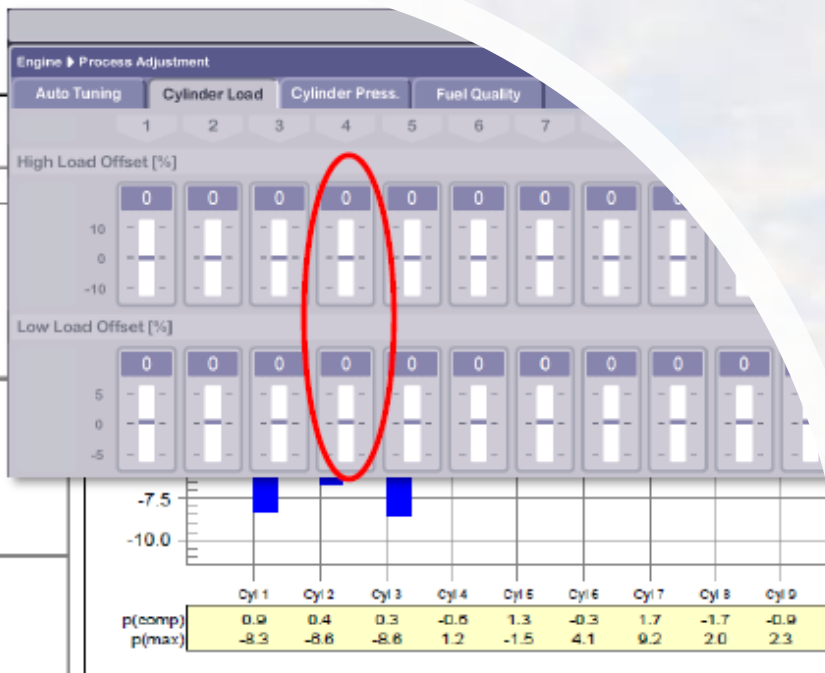 Engine Process Adjustment
Auto Tuning Cylinder Load Cylinder Press. Fuel Quality
1 2 3 4 5 6 7
High Load Offset [%]
0 0 0 0 0 0 0 0
10
0
-10
Low Load Offset [%]
0 0 0 0 0 0 0 0 0 0
5
0
-5
-7.5
-10.0
Cyl 1 Cyl 2 Cyl 3 Cyl 4 Cyl 5 Cyl 6 Cyl 7 Cyl 8 Cyl 9
p(comp) 0.9 0.4 0.3 -0.6 1.3 -0.3 1.7 -1.7 -0.9
p(max) -8.3 -6.6 -8.6 1.2 -1.5 4.1 9.2 2.0 2.3